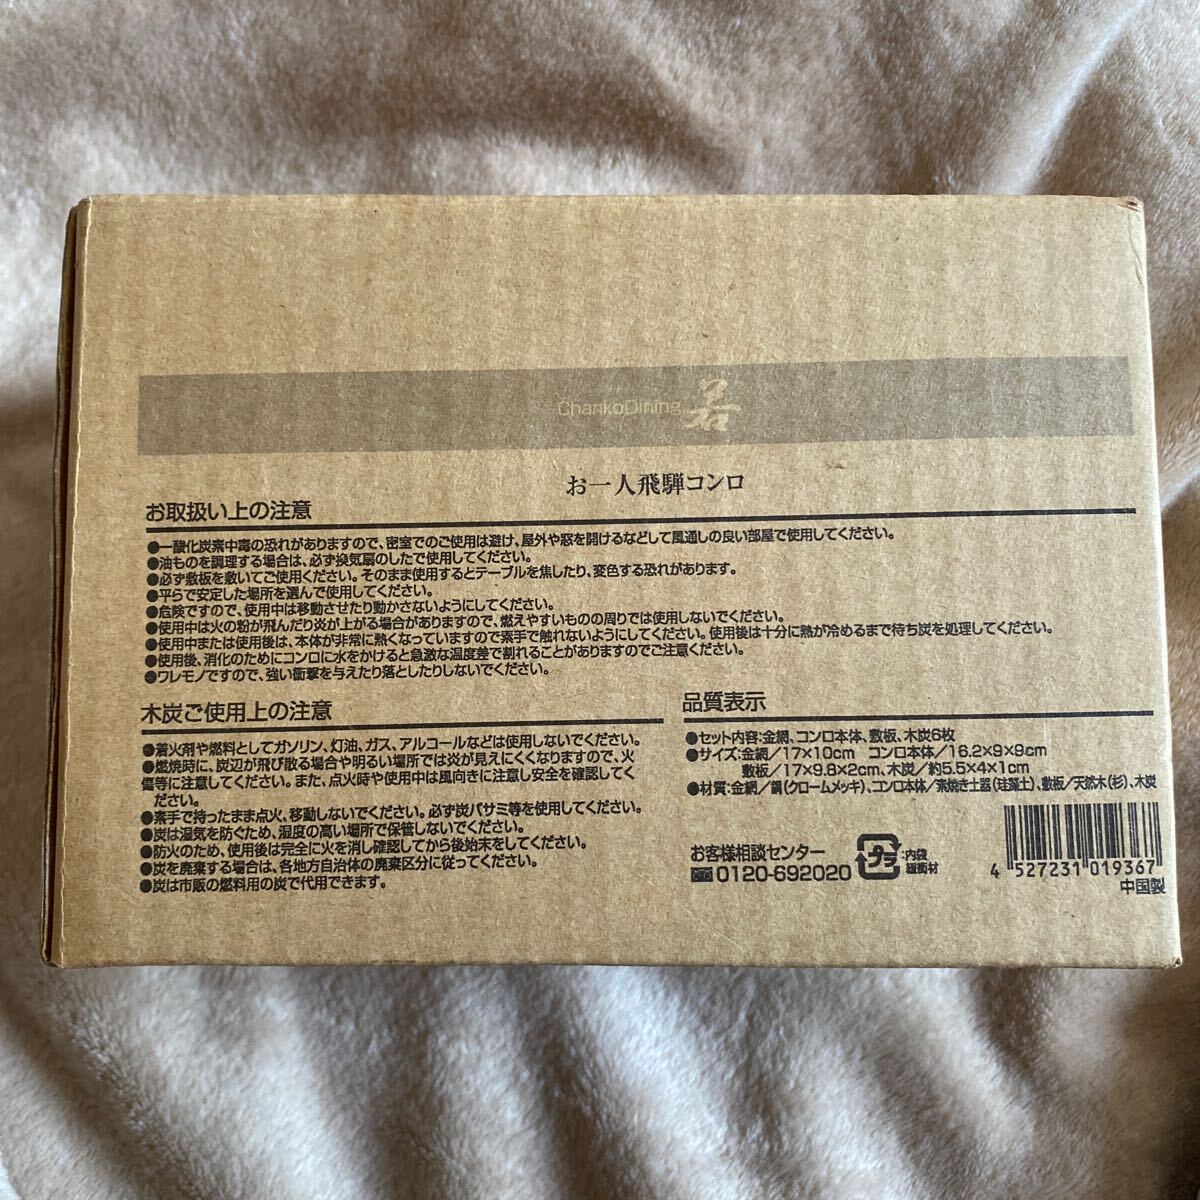 ChankoDining 若
お一人飛騨コンロ
お取扱い上の注意
●一酸化炭素中毒の恐れがありますので、密室でのご使用は避け、屋外や窓を開けるなどして風通しの良い部屋で使用してください。
●油ものを調理する場合は、必ず換気扇のしたで使用してください。
●必ず敷板を敷いてご使用ください。そのまま使用するとテーブルを焦したり、変色する恐れがあります。
●平らで安定した場所を選んで使用してください。
●危険ですので、使用中は移動させたり動かさないようにしてください。
●使用中は火の粉が飛んだり炎が上がる場合がありますので、燃えやすいものの周りでは使用しないでください。
●使用中または使用後は、本体が非常に熱くなっていますので素手で触れないようにしてください。使用後は十分に熱が冷めるまで待ち炭を処理してください。
●使用後、消化のためにコンロに水をかけると急激な温度差で割れることがありますのでご注意ください。
●ワレモノですので、強い衝撃を与えたり落としたりしないでください。
木炭ご使用上の注意
●着火剤や燃料としてガソリン、灯油、ガス、アルコールなどは使用しないでください。
●燃焼時に、炭辺が飛び散る場合や明るい場所では炎が見えにくくなりますので、火
傷等に注意してください。また、点火時や使用中は風向きに注意し安全を確認してく
ださい。
●素手で持ったまま点火、移動しないでください。必ず炭バサミ等を使用してください。
●炭は湿気を防ぐため、湿度の高い場所で保管しないでください。
●防火のため、使用後は完全に火を消し確認してから後始末をしてください。
●炭を廃棄する場合は、各地方自治体の廃棄区分に従ってください。
●炭は市販の燃料用の炭で代用できます。
品質表示
●セット内容:金網、コンロ本体、敷板、木炭6枚
●サイズ:金網/17×10cm コンロ本体/16.2×9×9cm
敷板/17×9.8×2cm、木炭/約5.5×4×1cm
●材質:金網/鋼(クロームメッキ)、コンロ本体/素焼き土器(珪藻土)、敷板/天然木(杉)、木炭
お客様相談センター
0120-692020
プラ :内袋
緩衝材
4 527231 019367
中国製